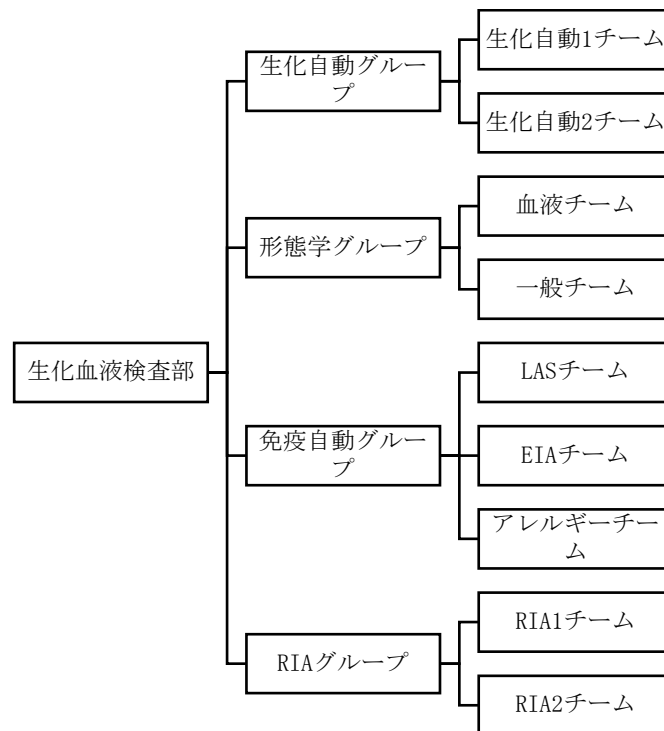 生化血液検査部
生化自動グルー
プ
生化自動1チーム
生化自動2チーム
形態学グループ
血液チーム
一般チーム
免疫自動グルー
プ
LASチーム
EIAチーム
アレルギーチー
ム
RIAグループ
RIA1チーム
RIA2チーム